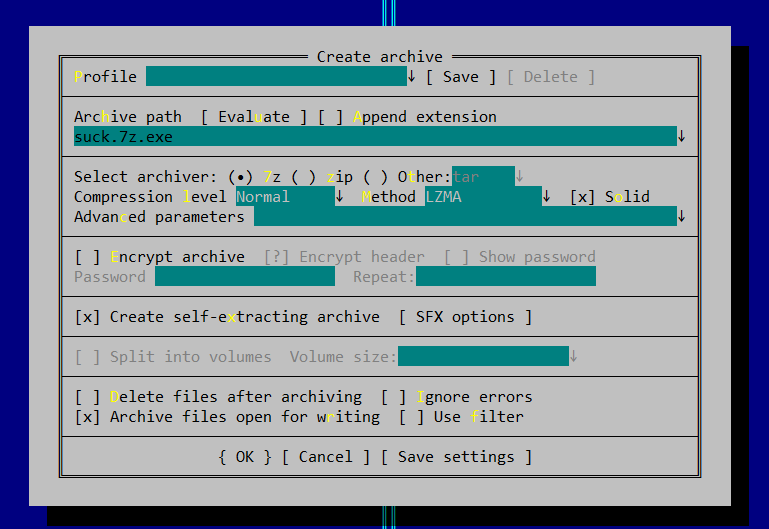 Create archive
Profile ↓ [ Save ] [ Delete ]
Archive path [ Evaluate ] [ ] Append extension
suck.7z.exe ↓
Select archiver: (•) 7z ( ) zip ( ) Other:tar ↓
Compression level Normal ↓ Method LZMA ↓ [x] Solid
Advanced parameters ↓
[ ] Encrypt archive [?] Encrypt header [ ] Show password
Password Repeat:
[x] Create self-extracting archive [ SFX options ]
[ ] Split into volumes Volume size: ↓
[ ] Delete files after archiving [ ] Ignore errors
[x] Archive files open for writing [ ] Use filter
{ OK } [ Cancel ] [ Save settings ]